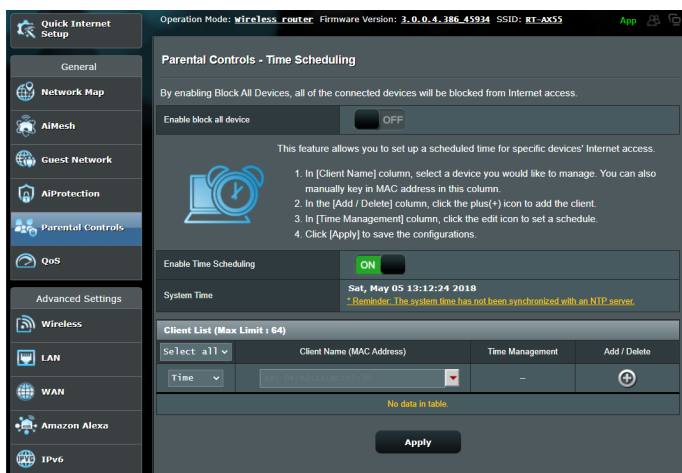 Quick Internet
Setup
Operation Mode: Wireless router Firmware Version: 3.0.0.4.386_45934 SSID: RT-AX55
App
General
Network Map
AiMesh
Guest Network
AiProtection
Parental Controls
QoS
Advanced Settings
Wireless
LAN
WAN
Amazon Alexa
IPv6
Parental Controls - Time Scheduling
By enabling Block All Devices, all of the connected devices will be blocked from Internet access.
Enable block all device
OFF
This feature allows you to set up a scheduled time for specific devices' Internet access.
1. In [Client Name] column, select a device you would like to manage. You can also
manually key in MAC address in this column.
2. In the [Add / Delete] column, click the plus(+) icon to add the client.
3. In [Time Management] column, click the edit icon to set a schedule.
4. Click [Apply] to save the configurations.
Enable Time Scheduling
ON
System Time
Sat, May 05 13:12:24 2018
* Reminder: The system time has not been synchronized with an NTP server.
Client List (Max Limit : 64)
Select all Client Name (MAC Address) Time Management Add / Delete
Time
–
No data in table.
Apply